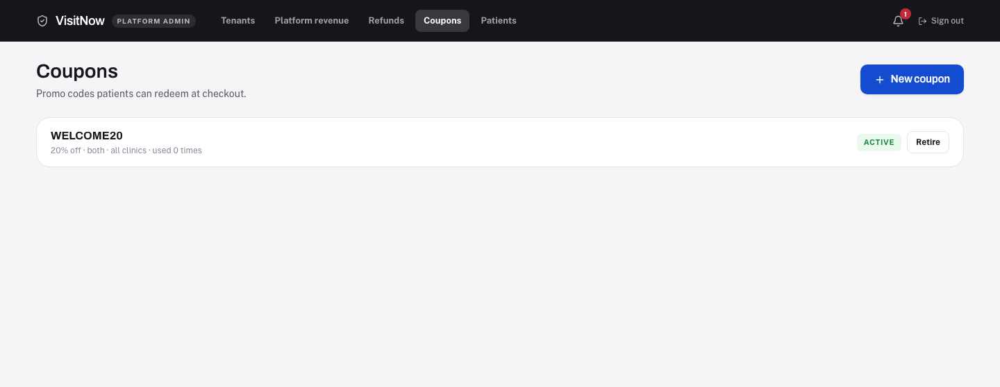 VisitNow PLATFORM ADMIN Tenants Platform revenue Refunds Coupons Patients 1 Sign out
Coupons
Promo codes patients can redeem at checkout.
+ New coupon
WELCOME20
20% off · both · all clinics · used 0 times
ACTIVE Retire